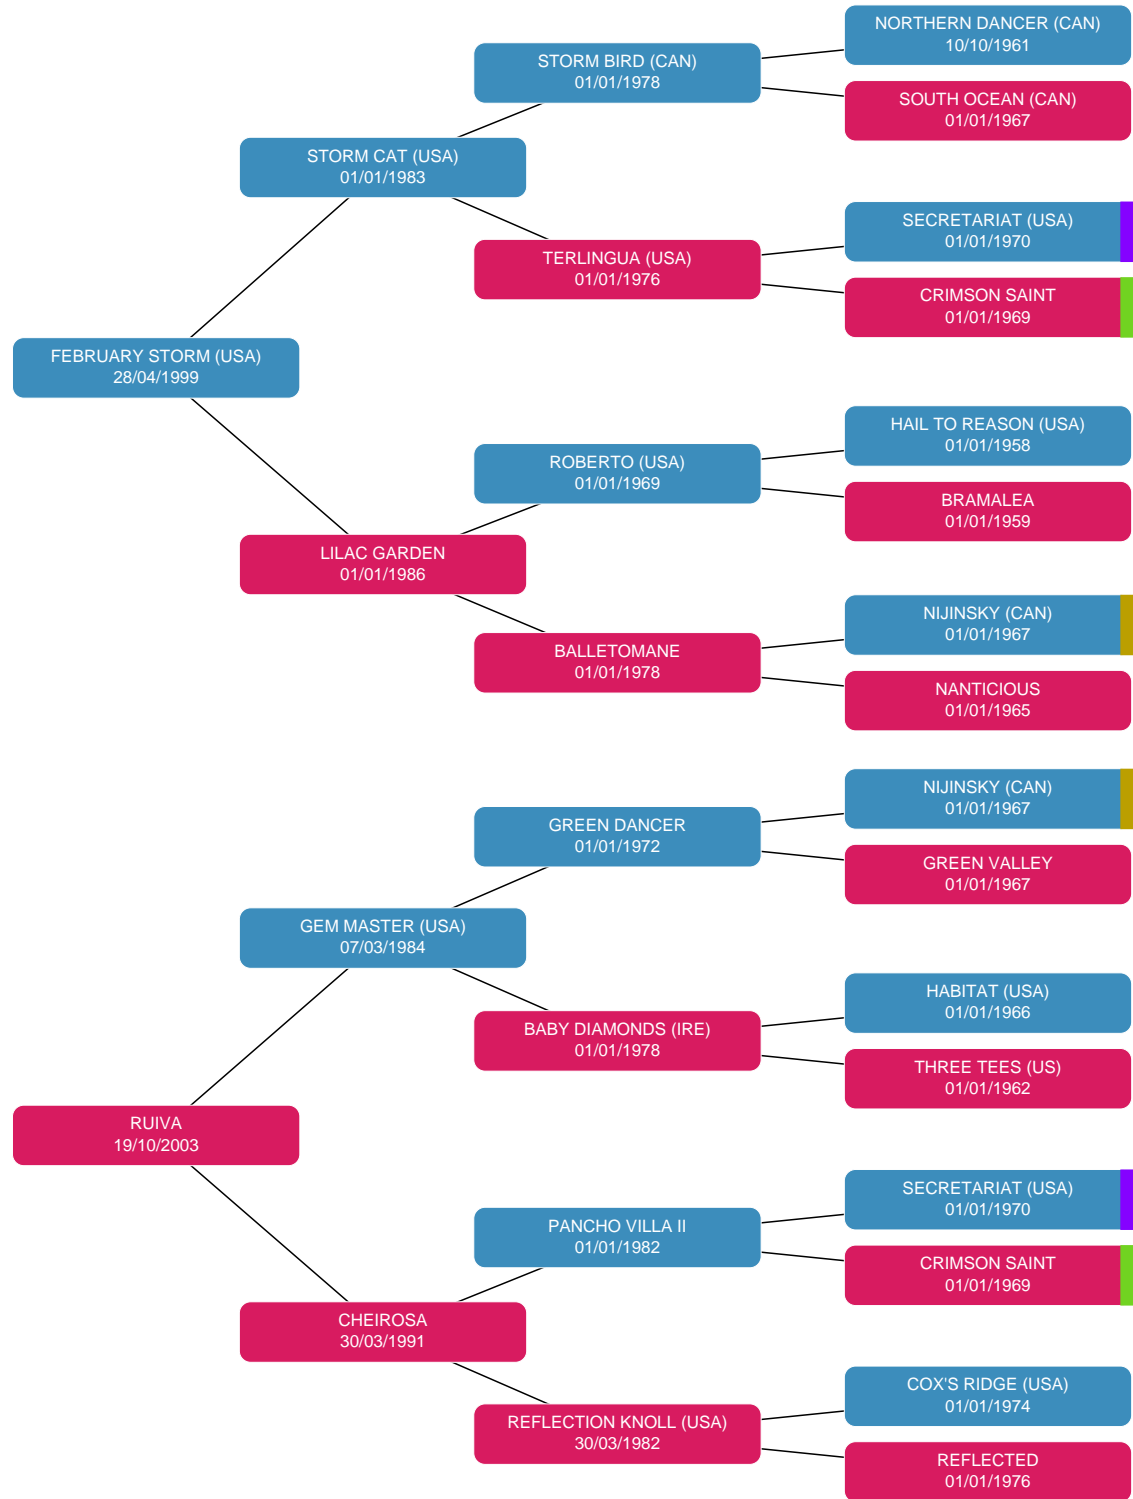 NORTHERN DANCER (CAN)
10/10/1961
STORM BIRD (CAN)
01/01/1978
SOUTH OCEAN (CAN)
01/01/1967
STORM CAT (USA)
01/01/1983
SECRETARIAT (USA)
01/01/1970
TERLINGUA (USA)
01/01/1976
CRIMSON SAINT
01/01/1969
FEBRUARY STORM (USA)
28/04/1999
HAIL TO REASON (USA)
01/01/1958
ROBERTO (USA)
01/01/1969
BRAMALEA
01/01/1959
LILAC GARDEN
01/01/1986
NIJINSKY (CAN)
01/01/1967
BALLETOMANE
01/01/1978
NANTICIOUS
01/01/1965
NIJINSKY (CAN)
01/01/1967
GREEN DANCER
01/01/1972
GREEN VALLEY
01/01/1967
GEM MASTER (USA)
07/03/1984
HABITAT (USA)
01/01/1966
BABY DIAMONDS (IRE)
01/01/1978
THREE TEES (US)
01/01/1962
RUIVA
19/10/2003
SECRETARIAT (USA)
01/01/1970
PANCHO VILLA II
01/01/1982
CRIMSON SAINT
01/01/1969
CHEIROSA
30/03/1991
COX'S RIDGE (USA)
01/01/1974
REFLECTION KNOLL (USA)
30/03/1982
REFLECTED
01/01/1976